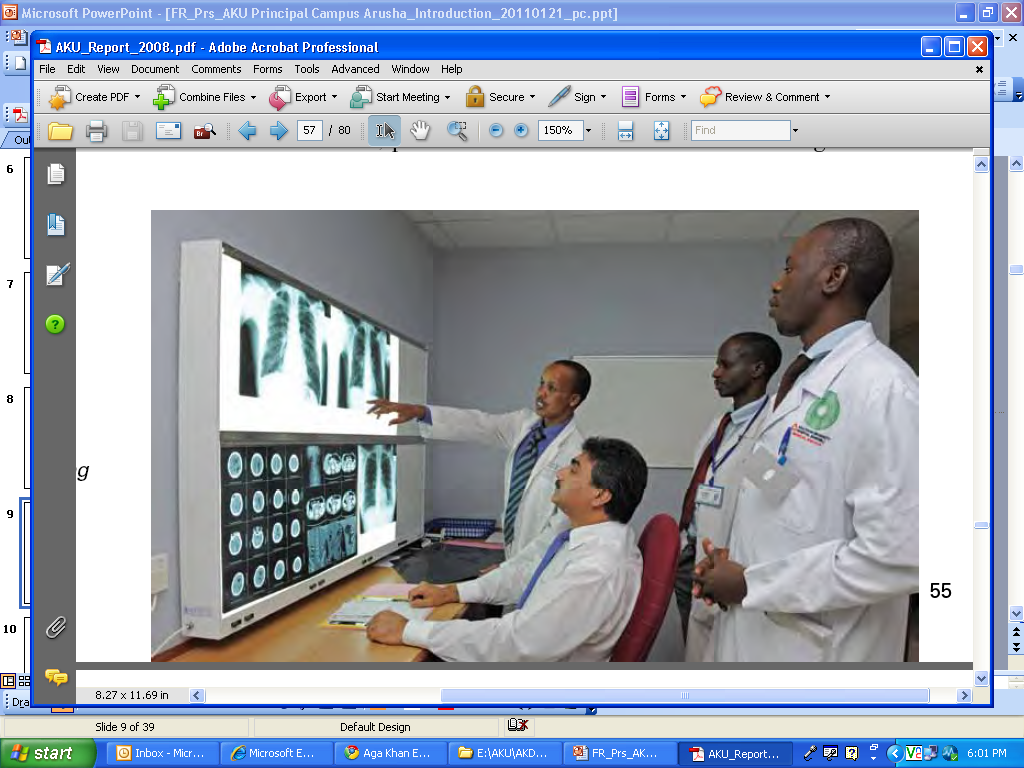 Microsoft PowerPoint - [FR_Prs_AKU Principal Campus Arusha_Introduction_20110121_pc.ppt]
AKU_Report_2008.pdf - Adobe Acrobat Professional
File Edit View Document Comments Forms Tools Advanced Window Help
Create PDF Combine Files Export Start Meeting Secure Sign Forms Review & Comment
57 / 80 150% Find
Ou
6
7
8
9
10
g
55
8.27 x 11.69 in
Dra
Slide 9 of 39 Default Design
start Inbox - Micr... Microsoft E... Aga Khan E... E:\AKU\AKD... FR_Prs_AK... AKU_Report... 6:01 PM